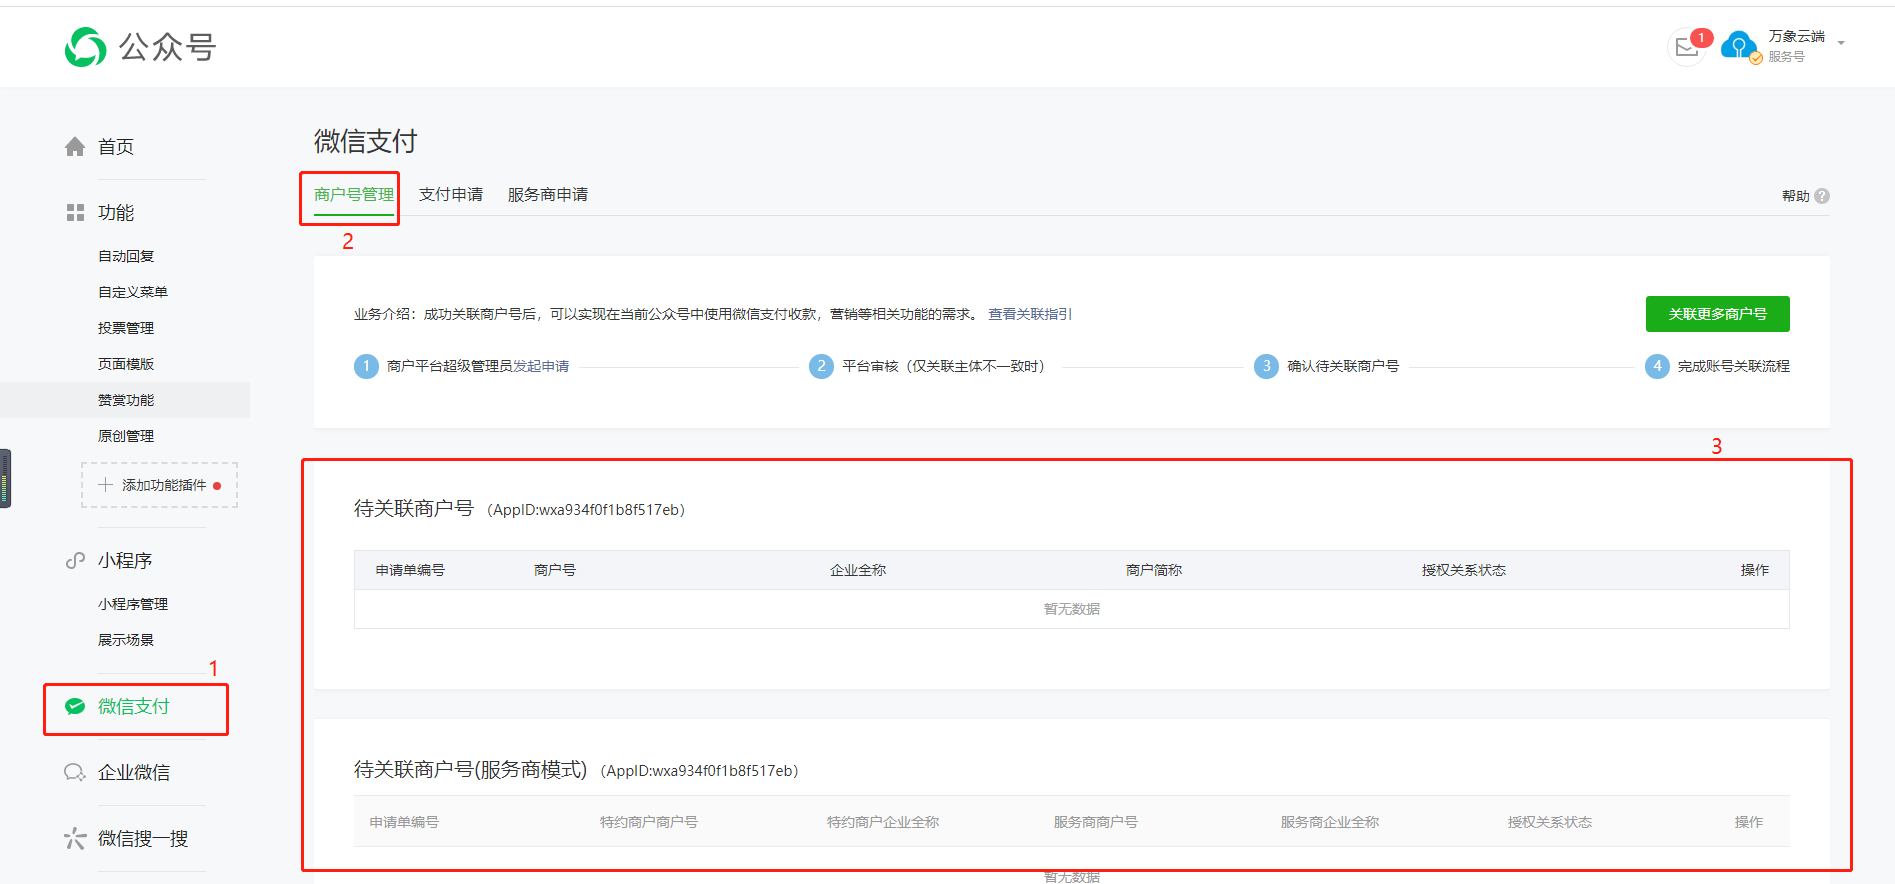 公众号
1
万象云端
服务号
首页
功能
自动回复
自定义菜单
投票管理
页面模版
赞赏功能
原创管理
添加功能插件
小程序
小程序管理
展示场景
1
微信支付
企业微信
微信搜一搜
微信支付
商户号管理 支付申请 服务商申请
帮助 ?
2
业务介绍：成功关联商户号后，可以实现在当前公众号中使用微信支付收款，营销等相关功能的需求。 查看关联指引
关联更多商户号
1 商户平台超级管理员发起申请 2 平台审核（仅关联主体不一致时） 3 确认待关联商户号 4 完成账号关联流程
3
待关联商户号 （AppID:wxa934f0f1b8f517eb）
申请单编号 商户号 企业全称 商户简称 授权关系状态 操作
暂无数据
待关联商户号(服务商模式) （AppID:wxa934f0f1b8f517eb）
申请单编号 特约商户商户号 特约商户企业全称 服务商商户号 服务商企业全称 授权关系状态 操作
暂无数据